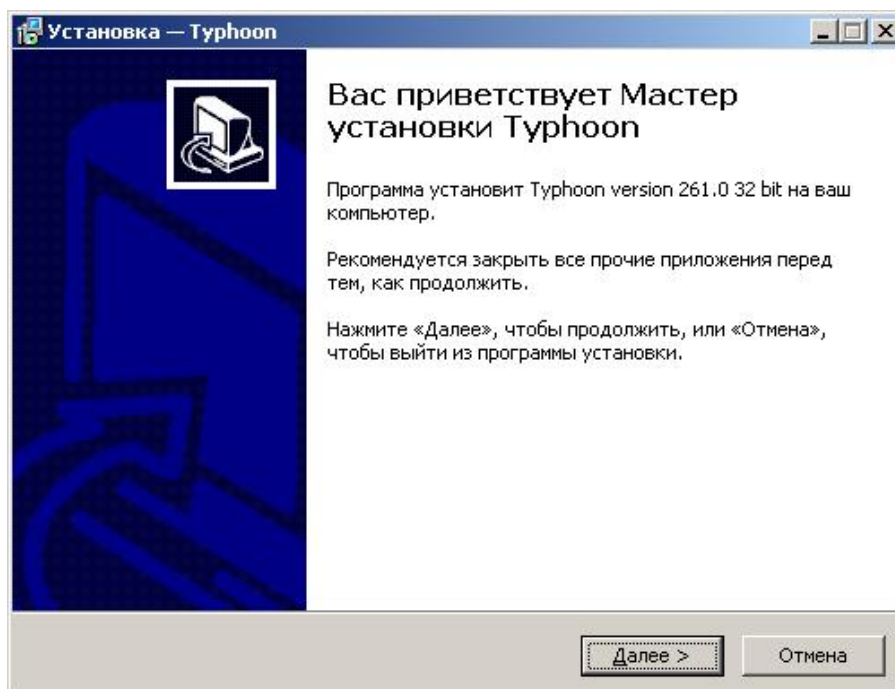 Установка — Typhoon
Вас приветствует Мастер
установки Typhoon
Программа установит Typhoon version 261.0 32 bit на ваш
компьютер.
Рекомендуется закрыть все прочие приложения перед
тем, как продолжить.
Нажмите «Далее», чтобы продолжить, или «Отмена»,
чтобы выйти из программы установки.
Далее >
Отмена